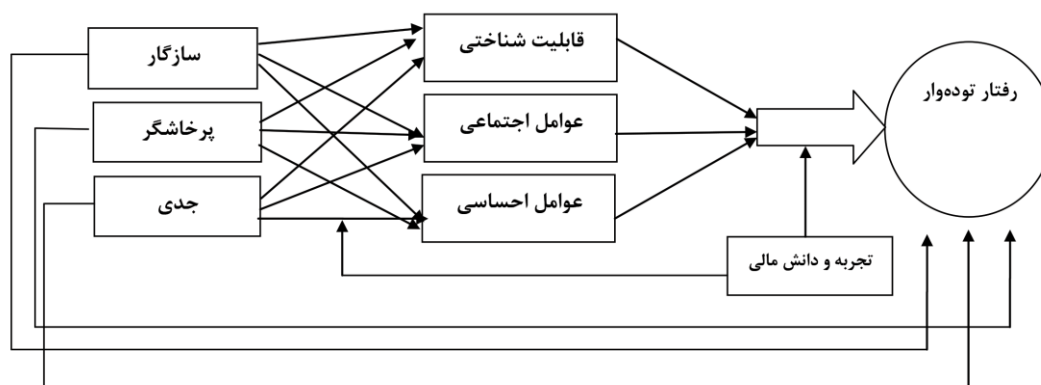 سازگار
پرخاشگر
جدی
قابلیت شناختی
عوامل اجتماعی
عوامل احساسی
تجربه و دانش مالی
رفتار توده‌وار